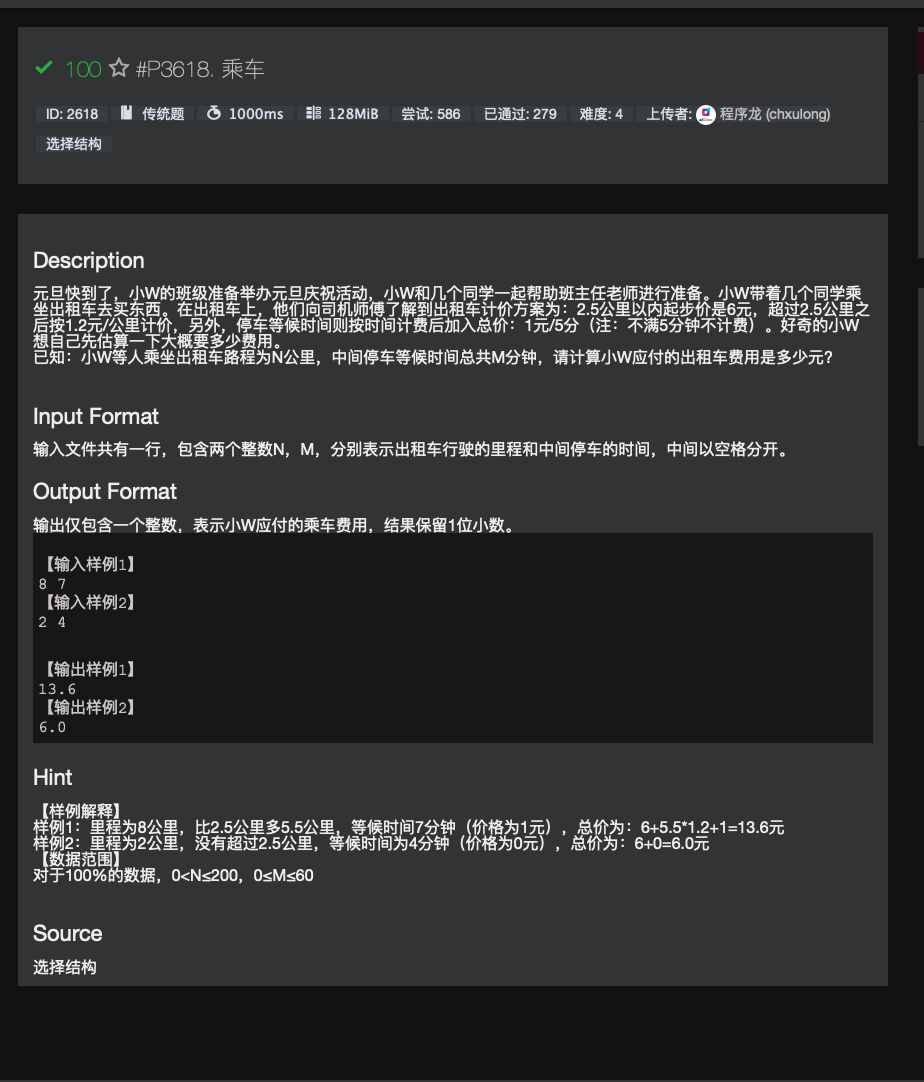 100 #P3618. 乘车
ID: 2618 传统题 1000ms 128MiB 尝试: 586 已通过: 279 难度: 4 上传者: 程序龙 (chxulong)
选择结构
Description
元旦快到了，小W的班级准备举办元旦庆祝活动，小W和几个同学一起帮助班主任老师进行准备。小W带着几个同学乘
坐出租车去买东西。在出租车上，他们向司机师傅了解到出租车计价方案为：2.5公里以内起步价是6元，超过2.5公里之
后按1.2元/公里计价，另外，停车等候时间则按时间计费后加入总价：1元/5分（注：不满5分钟不计费）。好奇的小W
想自己先估算一下大概要多少费用。
已知：小W等人乘坐出租车路程为N公里，中间停车等候时间总共M分钟，请计算小W应付的出租车费用是多少元?
Input Format
输入文件共有一行，包含两个整数N，M，分别表示出租车行驶的里程和中间停车的时间，中间以空格分开。
Output Format
输出仅包含一个整数，表示小W应付的乘车费用，结果保留1位小数。
【输入样例1】
8 7
【输入样例2】
2 4
【输出样例1】
13.6
【输出样例2】
6.0
Hint
【样例解释】
样例1：里程为8公里，比2.5公里多5.5公里，等候时间7分钟（价格为1元）, 总价为：6+5.5*1.2+1=13.6元
样例2：里程为2公里，没有超过2.5公里，等候时间为4分钟（价格为0元）, 总价为：6+0=6.0元
【数据范围】
对于100%的数据，0<N≤200，0≤M≤60
Source
选择结构